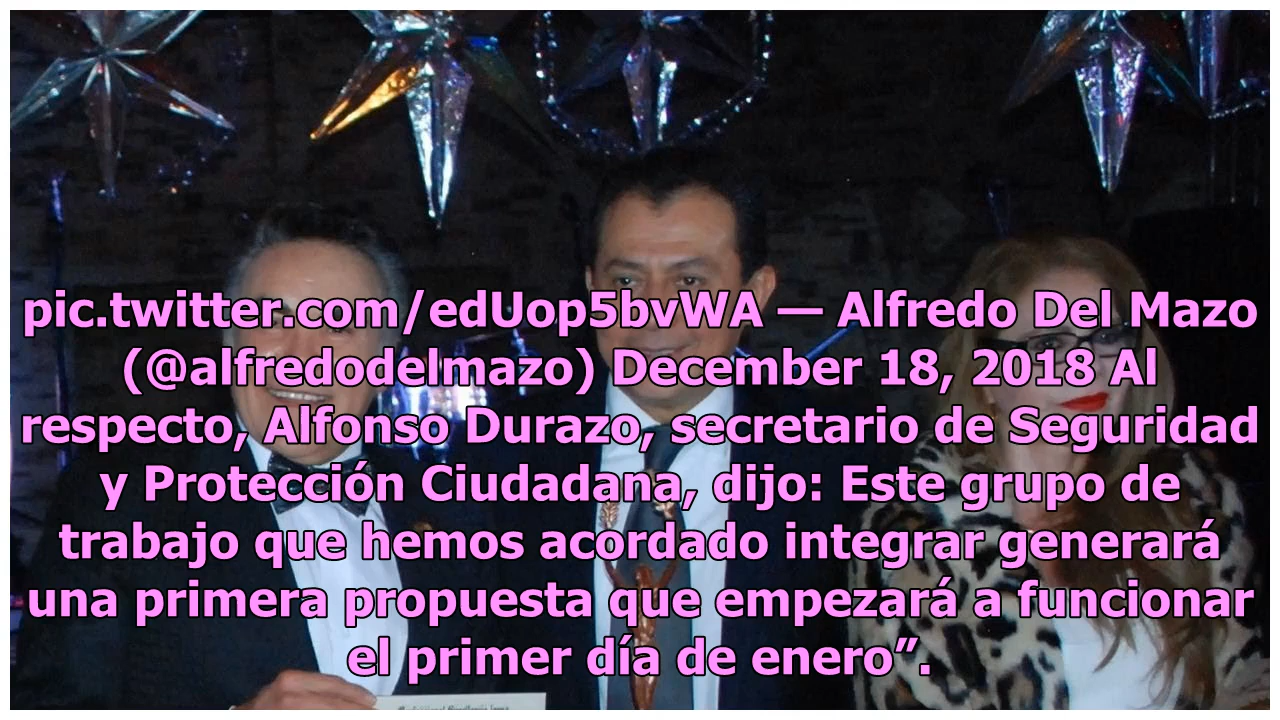 pic.twitter.com/edUop5bvWA — Alfredo Del Mazo
(@alfredodelmazo) December 18, 2018 Al
respecto, Alfonso Durazo, secretario de Seguridad
y Protección Ciudadana, dijo: Este grupo de
trabajo que hemos acordado integrar generará
una primera propuesta que empezará a funcionar
el primer día de enero”.